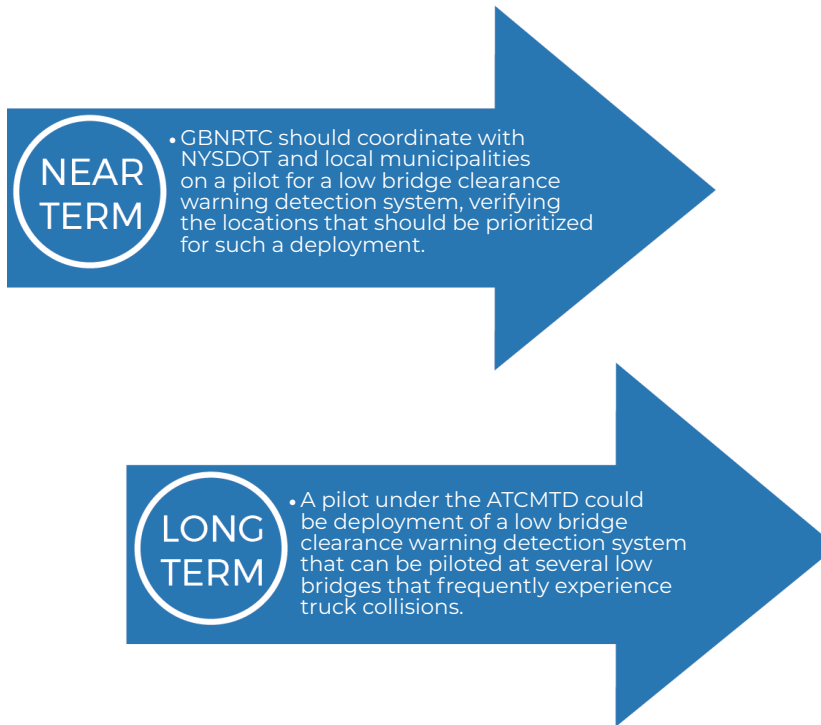 NEAR
TERM
• GBNRTC should coordinate with
NYSDOT and local municipalities
on a pilot for a low bridge clearance
warning detection system, verifying
the locations that should be prioritized
for such a deployment.
LONG
TERM
• A pilot under the ATCMTD could
be deployment of a low bridge
clearance warning detection system
that can be piloted at several low
bridges that frequently experience
truck collisions.